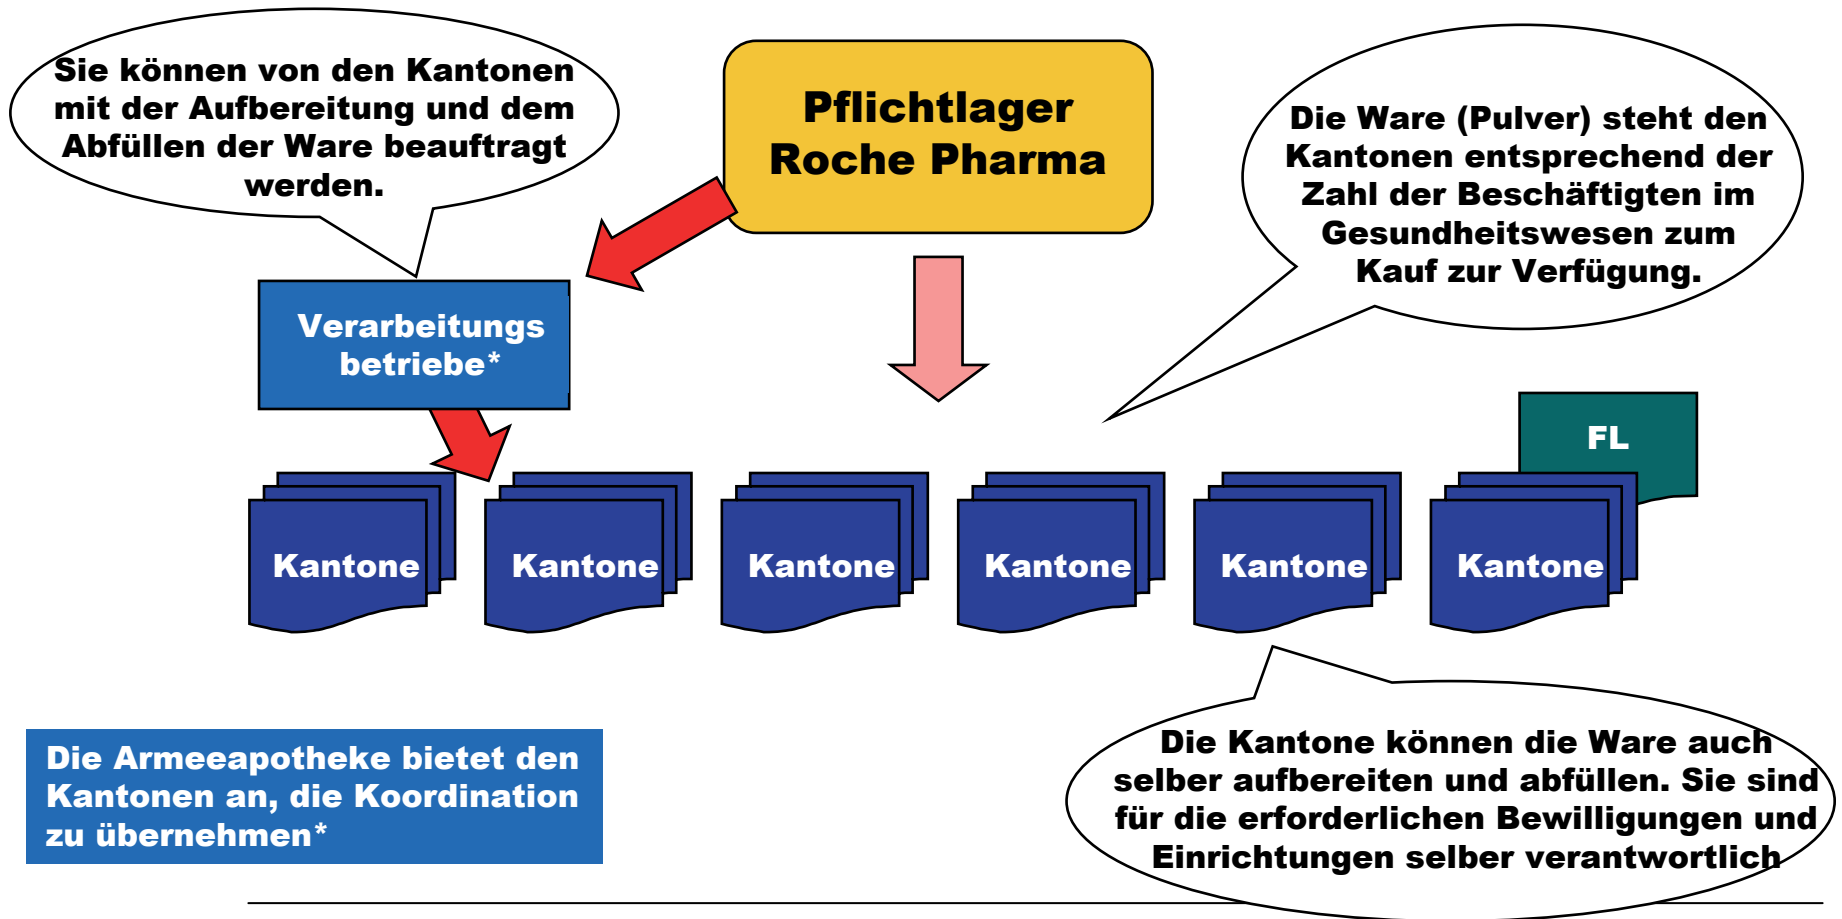 Sie können von den Kantonen
mit der Aufbereitung und dem
Abfüllen der Ware beauftragt
werden.
Pflichtlager
Roche Pharma
Die Ware (Pulver) steht den
Kantonen entsprechend der
Zahl der Beschäftigten im
Gesundheitswesen zum
Kauf zur Verfügung.
Verarbeitungs
betriebe*
FL
Kantone
Kantone
Kantone
Kantone
Kantone
Kantone
Die Armeeapotheke bietet den
Kantonen an, die Koordination
zu übernehmen*
Die Kantone können die Ware auch
selber aufbereiten und abfüllen. Sie sind
für die erforderlichen Bewilligungen und
Einrichtungen selber verantwortlich